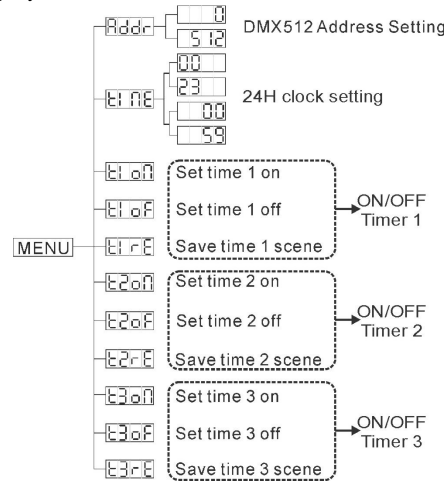 Addr
0
512
DMX512 Address Setting
tIME
00
23
00
59
24H clock setting
MENU
t1oN Set time 1 on
t1oF Set time 1 off
t1rE Save time 1 scene
ON/OFF
Timer 1
t2oN Set time 2 on
t2oF Set time 2 off
t2rE Save time 2 scene
ON/OFF
Timer 2
t3oN Set time 3 on
t3oF Set time 3 off
t3rE Save time 3 scene
ON/OFF
Timer 3